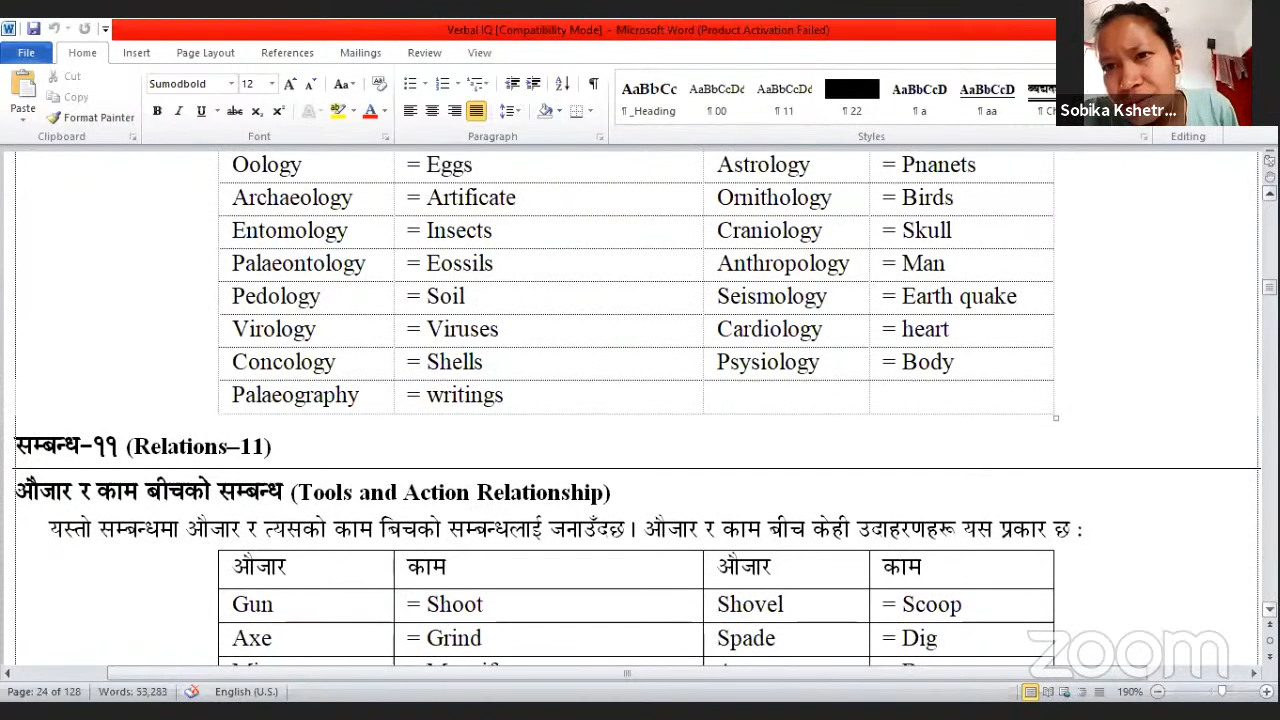 Verbal IQ [Compatibility Mode] - Microsoft Word (Product Activation Failed)
File Home Insert Page Layout References Mailings Review View
Cut
Copy
Format Painter
Paste
Sumodbold 12
AaBbCc AaBbCcDc AaBbCcDc AaBbCcD AaBbCcD
¶ _Heading ¶ 00 ¶ 11 ¶ 22 ¶ a ¶ aa
Clipboard Font Paragraph Styles Editing
Sobika Kshetr...
Oology = Eggs Astrology = Pnanets
Archaeology = Artificate Ornithology = Birds
Entomology = Insects Craniology = Skull
Palaeontology = Eossils Anthropology = Man
Pedology = Soil Seismology = Earth quake
Virology = Viruses Cardiology = heart
Concology = Shells Psysiology = Body
Palaeography = writings
सम्बन्ध-११ (Relations–11)
औजार र काम बीचको सम्बन्ध (Tools and Action Relationship)
यस्तो सम्बन्धमा औजार र त्यसको काम बिचको सम्बन्धलाई जनाउँदछ। औजार र काम बीच केही उदाहरणहरू यस प्रकार छ :
औजार काम औजार काम
Gun = Shoot Shovel = Scoop
Axe = Grind Spade = Dig
zoom
Page: 24 of 128 Words: 53,283 English (U.S.) 190%